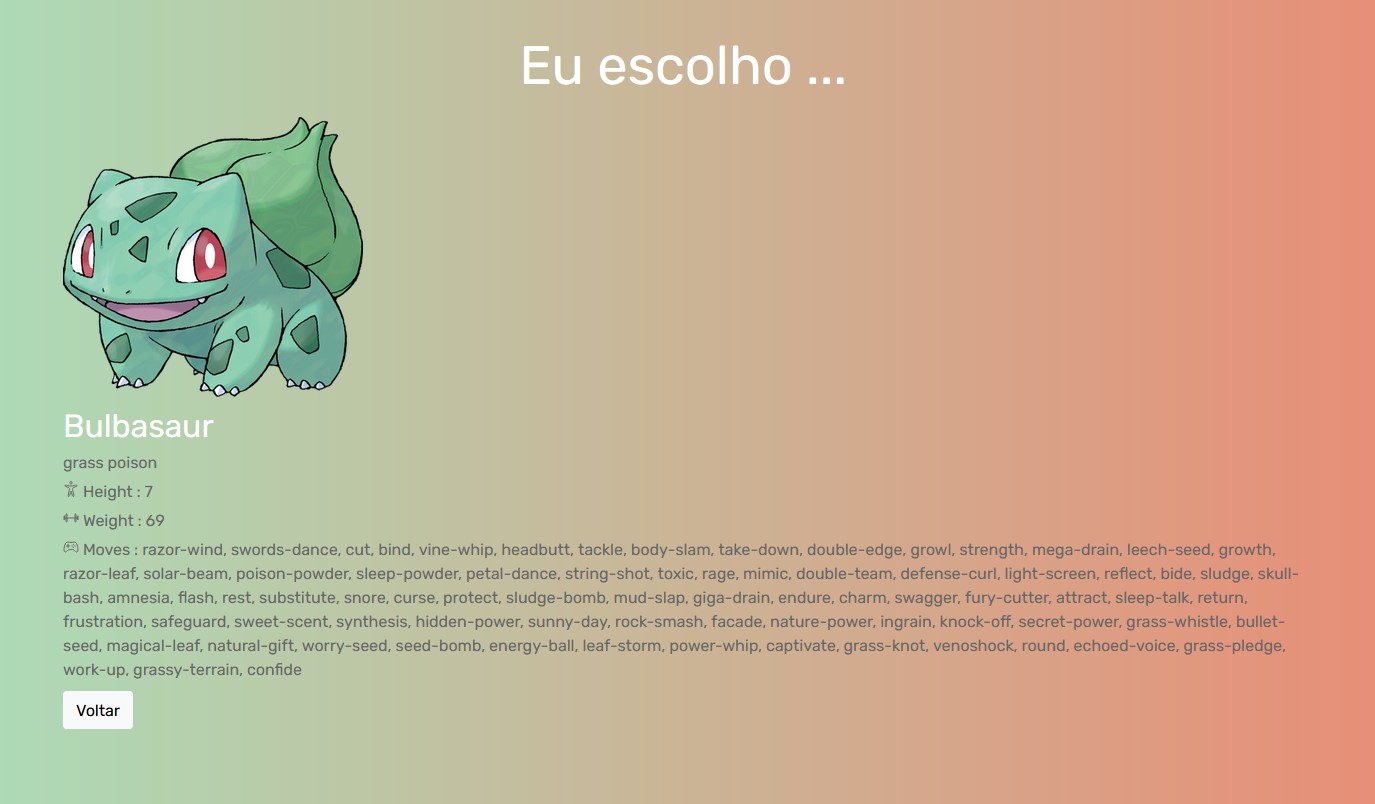 Eu escolho ...
Bulbasaur
grass poison
Height : 7
Weight : 69
Moves : razor-wind, swords-dance, cut, bind, vine-whip, headbutt, tackle, body-slam, take-down, double-edge, growl, strength, mega-drain, leech-seed, growth,
razor-leaf, solar-beam, poison-powder, sleep-powder, petal-dance, string-shot, toxic, rage, mimic, double-team, defense-curl, light-screen, reflect, bide, sludge, skull-
bash, amnesia, flash, rest, substitute, snore, curse, protect, sludge-bomb, mud-slap, giga-drain, endure, charm, swagger, fury-cutter, attract, sleep-talk, return,
frustration, safeguard, sweet-scent, synthesis, hidden-power, sunny-day, rock-smash, facade, nature-power, ingrain, knock-off, secret-power, grass-whistle, bullet-
seed, magical-leaf, natural-gift, worry-seed, seed-bomb, energy-ball, leaf-storm, power-whip, captivate, grass-knot, venoshock, round, echoed-voice, grass-pledge,
work-up, grassy-terrain, confide
Voltar